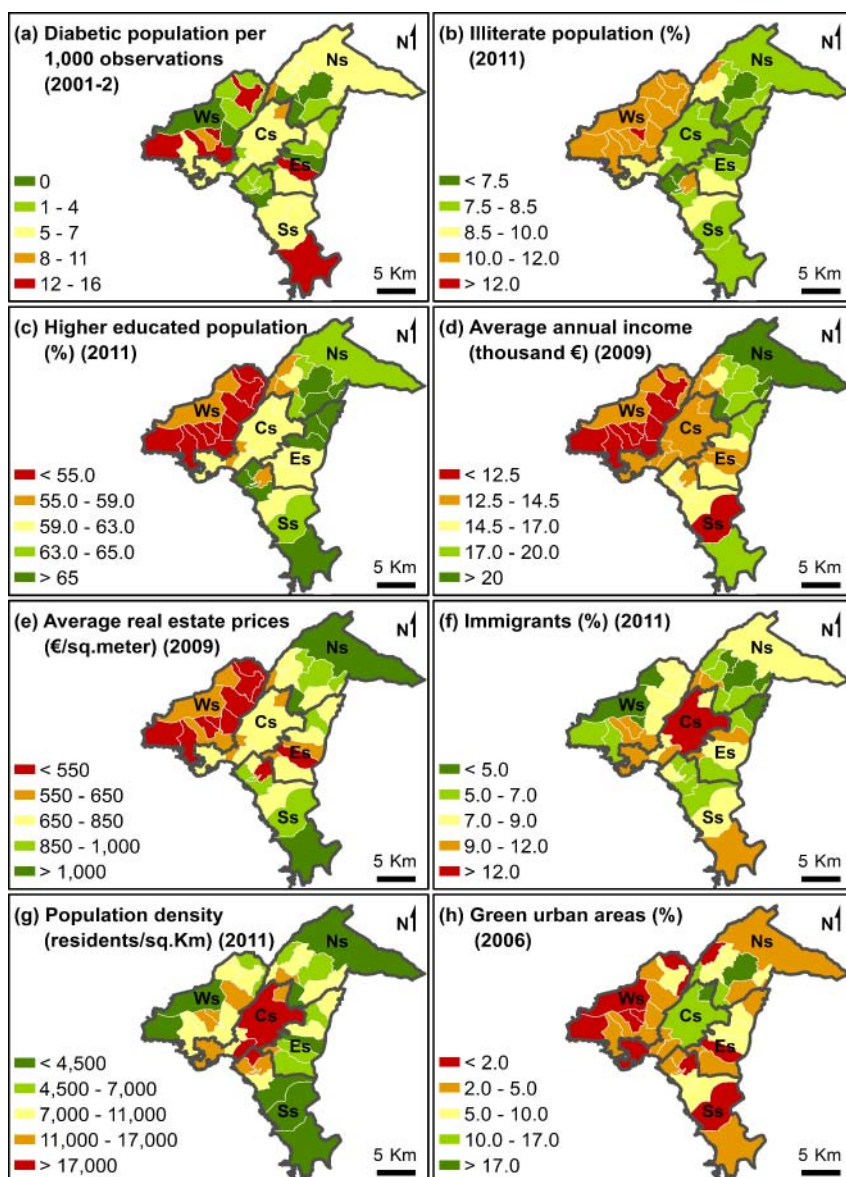 (a) Diabetic population per
1,000 observations
(2001-2)
N
Ns
Ws
Cs
Es
Ss
0
1 - 4
5 - 7
8 - 11
12 - 16
5 Km
(b) Illiterate population (%)
(2011)
N
Ns
Ws
Cs
Es
Ss
< 7.5
7.5 - 8.5
8.5 - 10.0
10.0 - 12.0
> 12.0
5 Km
(c) Higher educated population
(%) (2011)
N
Ns
Ws
Cs
Es
Ss
< 55.0
55.0 - 59.0
59.0 - 63.0
63.0 - 65.0
> 65
5 Km
(d) Average annual income
(thousand €) (2009)
N
Ns
Ws
Cs
Es
Ss
< 12.5
12.5 - 14.5
14.5 - 17.0
17.0 - 20.0
> 20
5 Km
(e) Average real estate prices
(€/sq.meter) (2009)
N
Ns
Ws
Cs
Es
Ss
< 550
550 - 650
650 - 850
850 - 1,000
> 1,000
5 Km
(f) Immigrants (%) (2011)
N
Ns
Ws
Cs
Es
Ss
< 5.0
5.0 - 7.0
7.0 - 9.0
9.0 - 12.0
> 12.0
5 Km
(g) Population density
(residents/sq.Km) (2011)
N
Ns
Ws
Cs
Es
Ss
< 4,500
4,500 - 7,000
7,000 - 11,000
11,000 - 17,000
> 17,000
5 Km
(h) Green urban areas (%)
(2006)
N
Ns
Ws
Cs
Es
Ss
< 2.0
2.0 - 5.0
5.0 - 10.0
10.0 - 17.0
> 17.0
5 Km